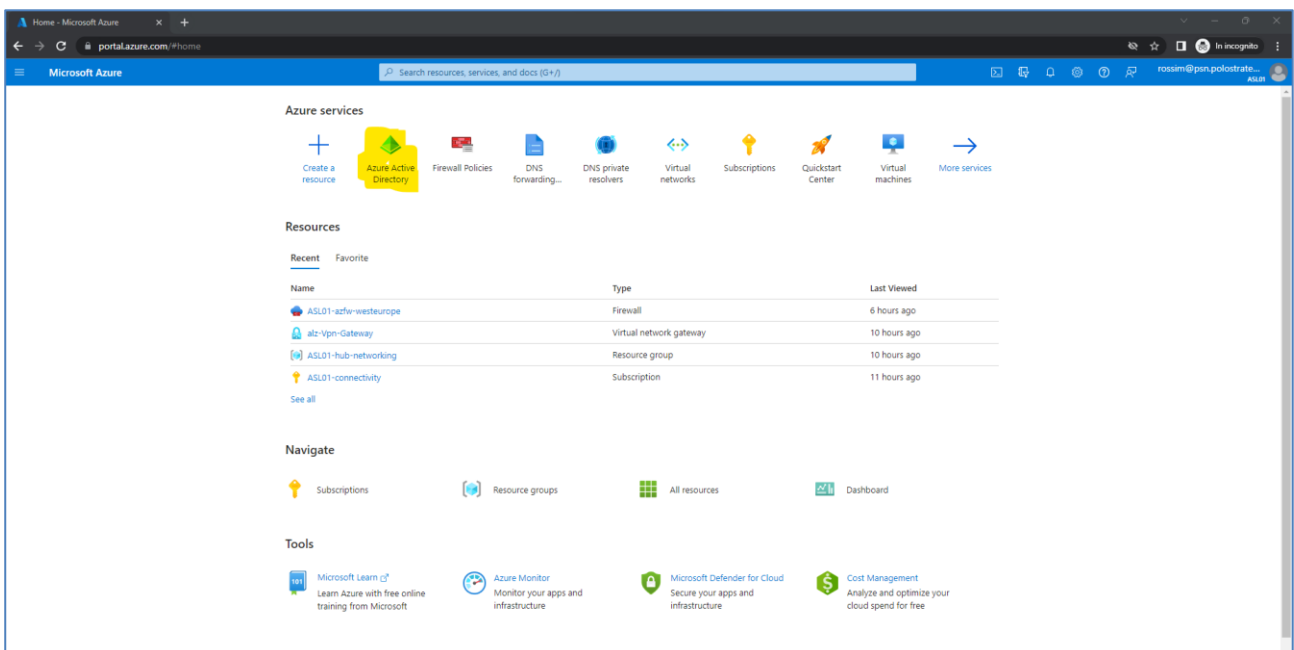 Home - Microsoft Azure
portal.azure.com/#home
In incognito
Microsoft Azure
Search resources, services, and docs (G+/)
rossim@psn.polostrate...
ASL01
Azure services
Create a resource
Azure Active Directory
Firewall Policies
DNS forwarding...
DNS private resolvers
Virtual networks
Subscriptions
Quickstart Center
Virtual machines
More services
Resources
Recent Favorite
Name Type Last Viewed
ASL01-azfw-westeurope Firewall 6 hours ago
alz-Vpn-Gateway Virtual network gateway 10 hours ago
ASL01-hub-networking Resource group 10 hours ago
ASL01-connectivity Subscription 11 hours ago
See all
Navigate
Subscriptions Resource groups All resources Dashboard
Tools
101
Microsoft Learn
Learn Azure with free online
training from Microsoft
Azure Monitor
Monitor your apps and
infrastructure
Microsoft Defender for Cloud
Secure your apps and
infrastructure
Cost Management
Analyze and optimize your
cloud spend for free